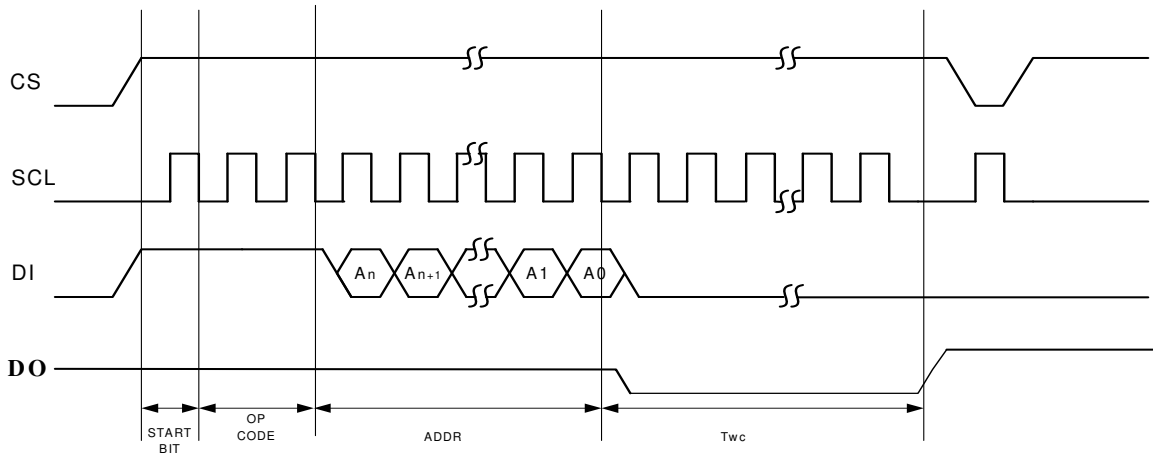 CS
SCL
DI
An
An+1
A1
A0
DO
START
BIT
OP
CODE
ADDR
Twc